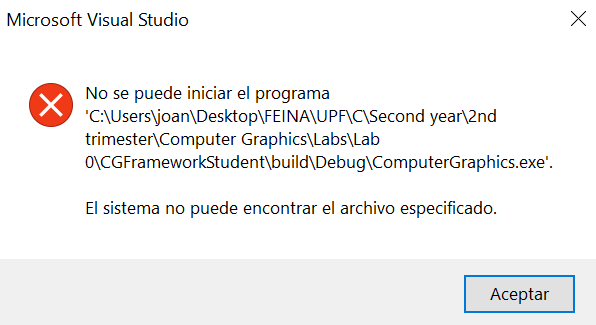 Microsoft Visual Studio
No se puede iniciar el programa
'C:\Users\joan\Desktop\FEINA\UPF\C\Second year\2nd
trimester\Computer Graphics\Labs\Lab
0\CGFrameworkStudent\build\Debug\ComputerGraphics.exe'.
El sistema no puede encontrar el archivo especificado.
Aceptar